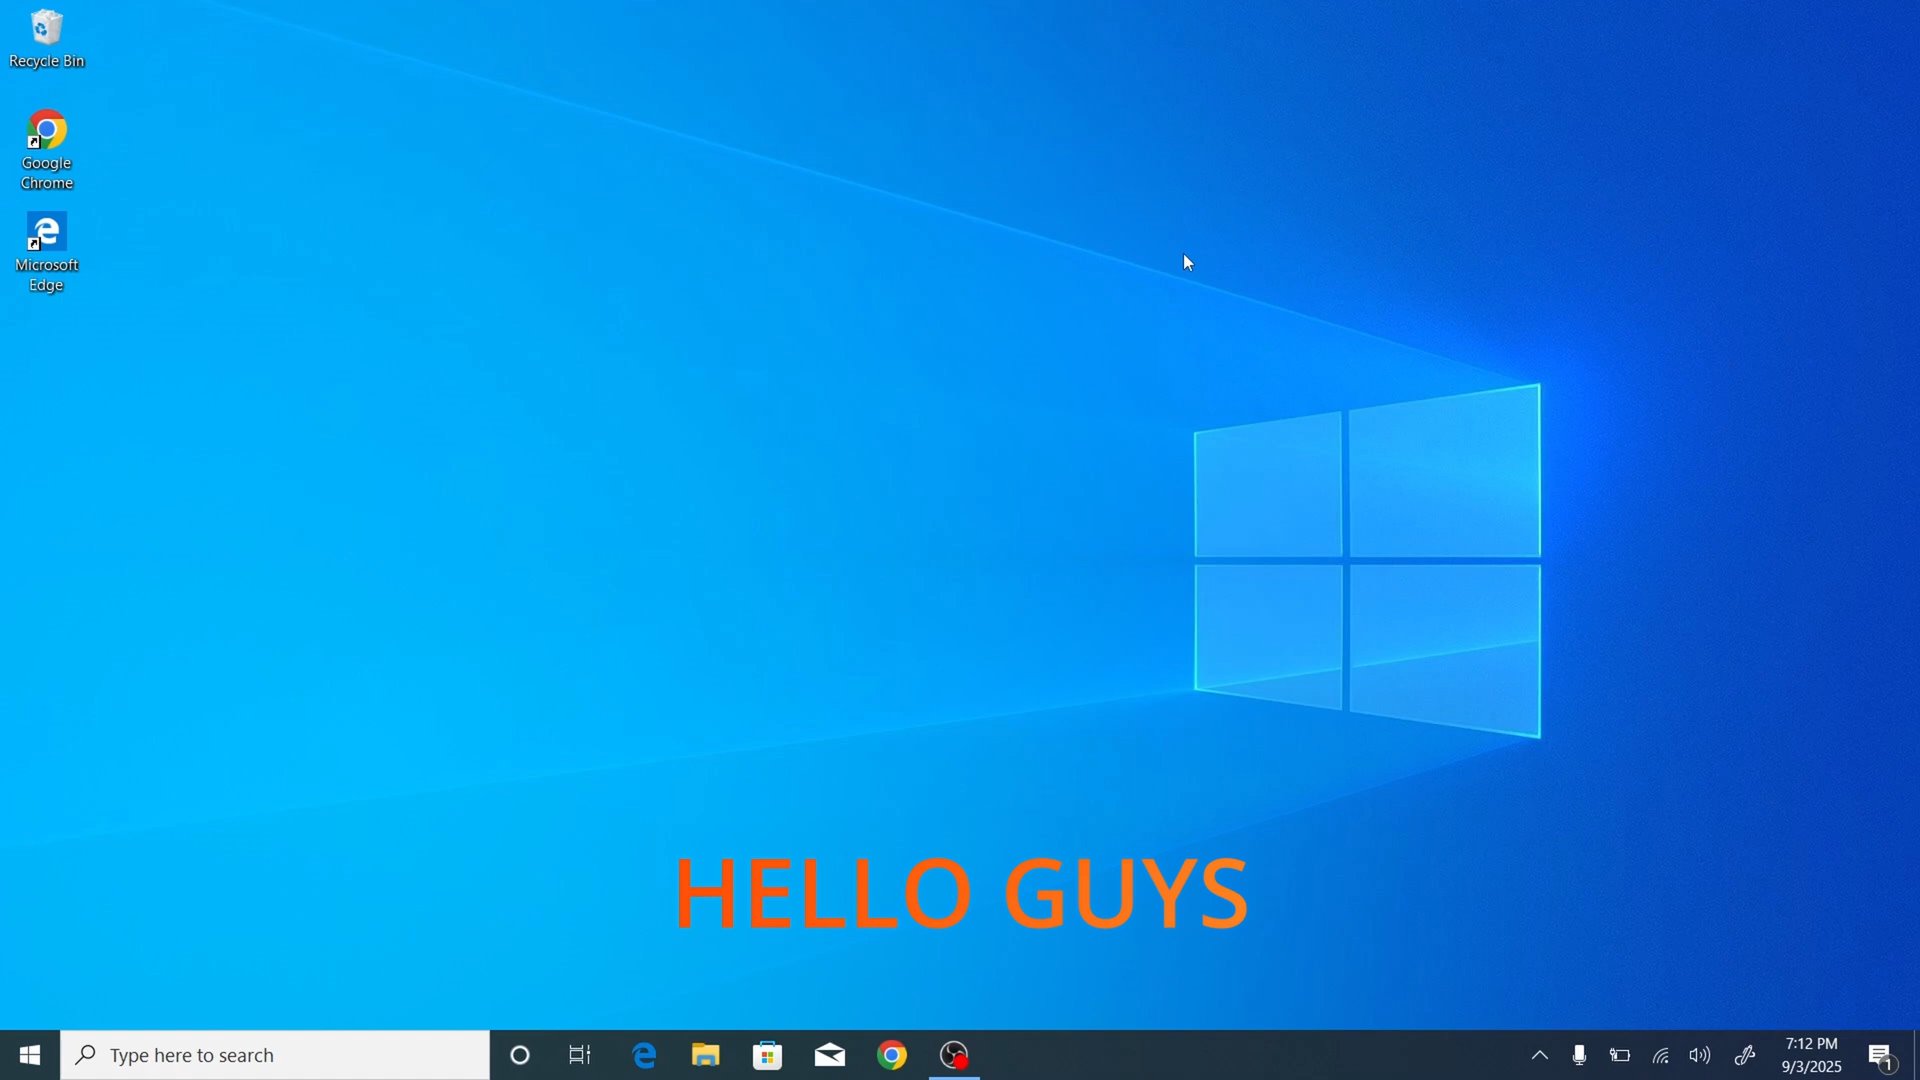 Recycle Bin
Google
Chrome
Microsoft
Edge
HELLO GUYS
Type here to search
7:12 PM
9/3/2025
1